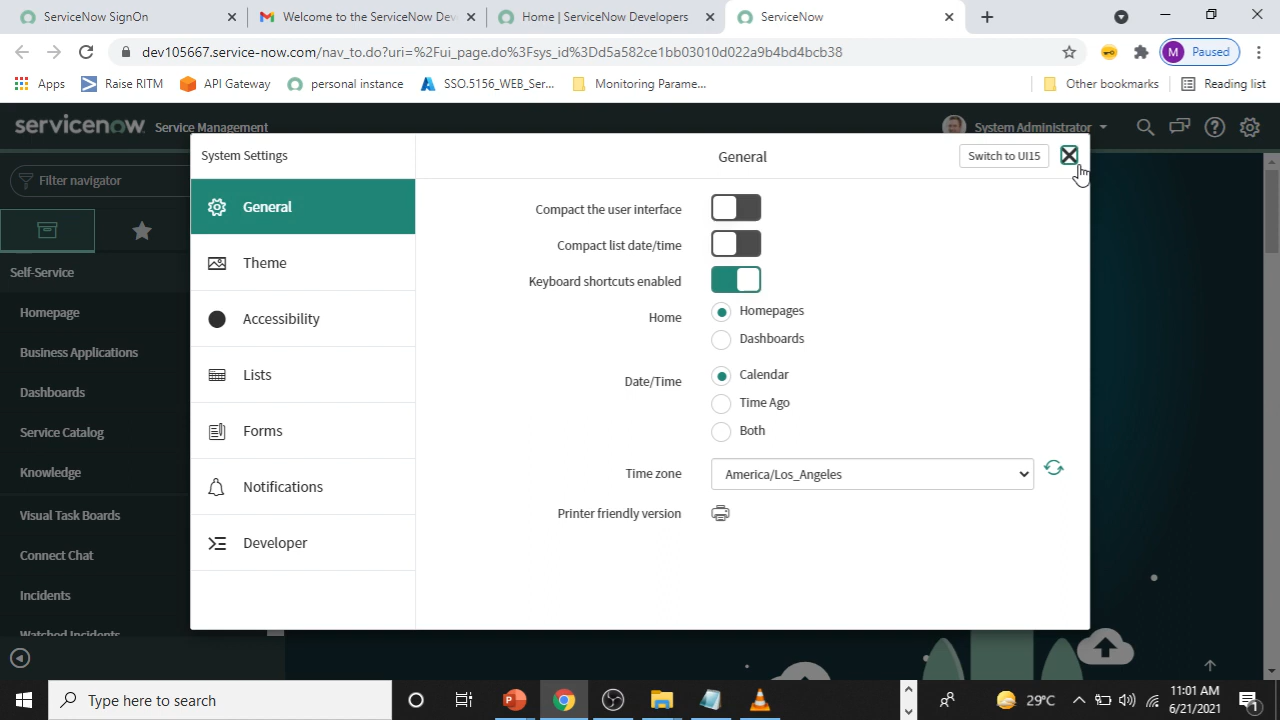 ServiceNow SignOn
Welcome to the ServiceNow Dev
Home | ServiceNow Developers
ServiceNow
dev105667.service-now.com/nav_to.do?uri=%2Fui_page.do%3Fsys_id%3Dd5a582ce1bb03010d022a9b4bd4bcb38
M Paused
Apps
Raise RITM
API Gateway
personal instance
SSO.5156_WEB_Ser...
Monitoring Parame...
Other bookmarks
Reading list
servicenow Service Management
System Administrator
Filter navigator
Self-Service
Homepage
Business Applications
Dashboards
Service Catalog
Knowledge
Visual Task Boards
Connect Chat
Incidents
Watched Incidents
System Settings
General
Theme
Accessibility
Lists
Forms
Notifications
Developer
General
Switch to UI15
Compact the user interface
Compact list date/time
Keyboard shortcuts enabled
Home
Homepages
Dashboards
Date/Time
Calendar
Time Ago
Both
Time zone
America/Los_Angeles
Printer friendly version
Type here to search
29°C
11:01 AM
6/21/2021
1